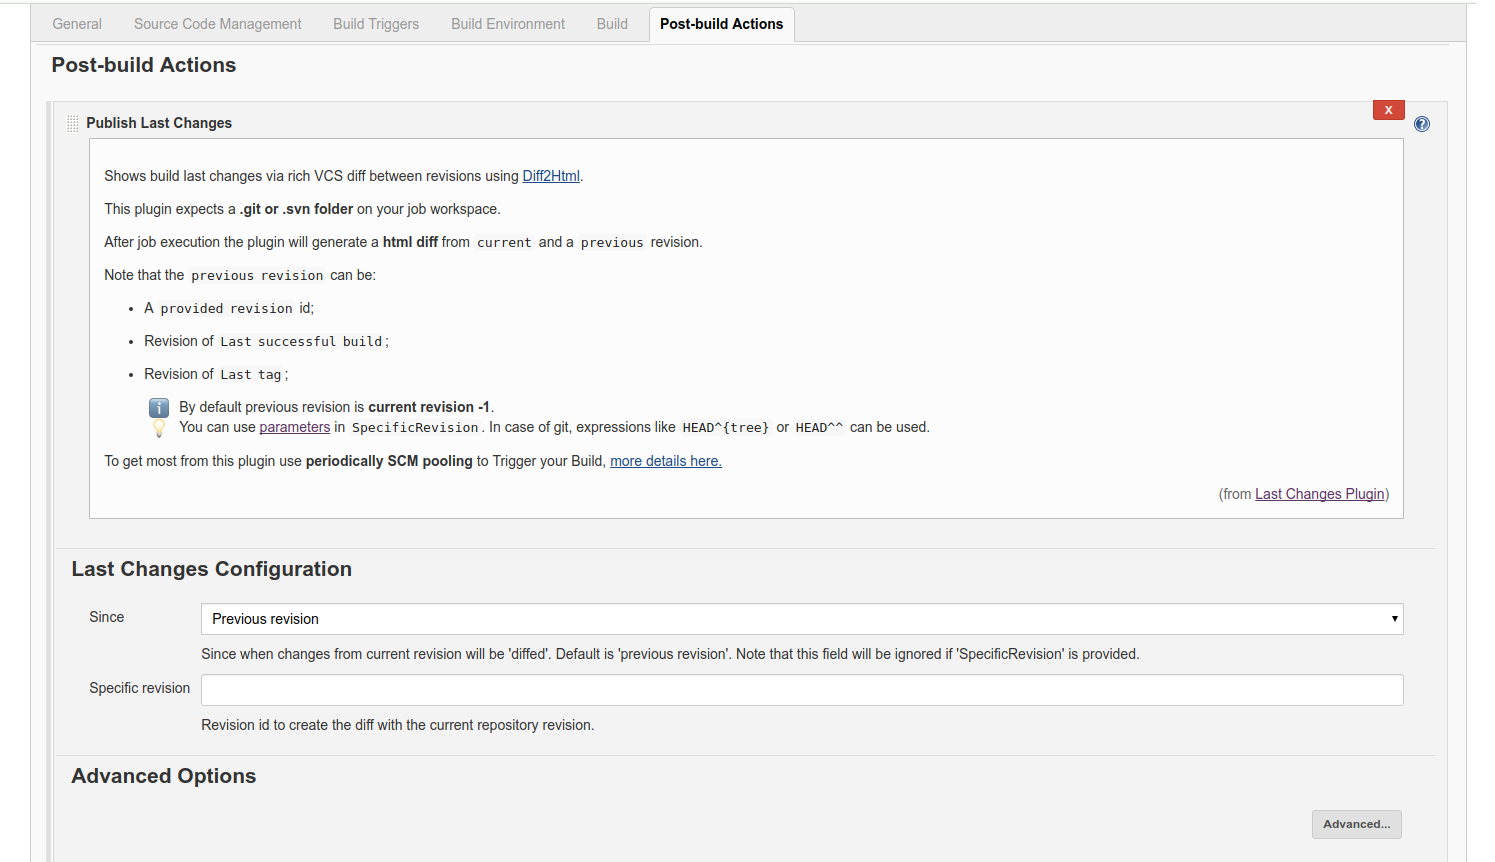 General Source Code Management Build Triggers Build Environment Build Post-build Actions
Post-build Actions
X
Publish Last Changes
?
Shows build last changes via rich VCS diff between revisions using Diff2Html.
This plugin expects a .git or .svn folder on your job workspace.
After job execution the plugin will generate a html diff from current and a previous revision.
Note that the previous revision can be:
• A provided revision id;
• Revision of Last successful build;
• Revision of Last tag;
i By default previous revision is current revision -1.
You can use parameters in SpecificRevision. In case of git, expressions like HEAD^{tree} or HEAD^^ can be used.
To get most from this plugin use periodically SCM pooling to Trigger your Build, more details here.
(from Last Changes Plugin)
Last Changes Configuration
Since Previous revision
Since when changes from current revision will be 'diffed'. Default is 'previous revision'. Note that this field will be ignored if 'SpecificRevision' is provided.
Specific revision
Revision id to create the diff with the current repository revision.
Advanced Options
Advanced...